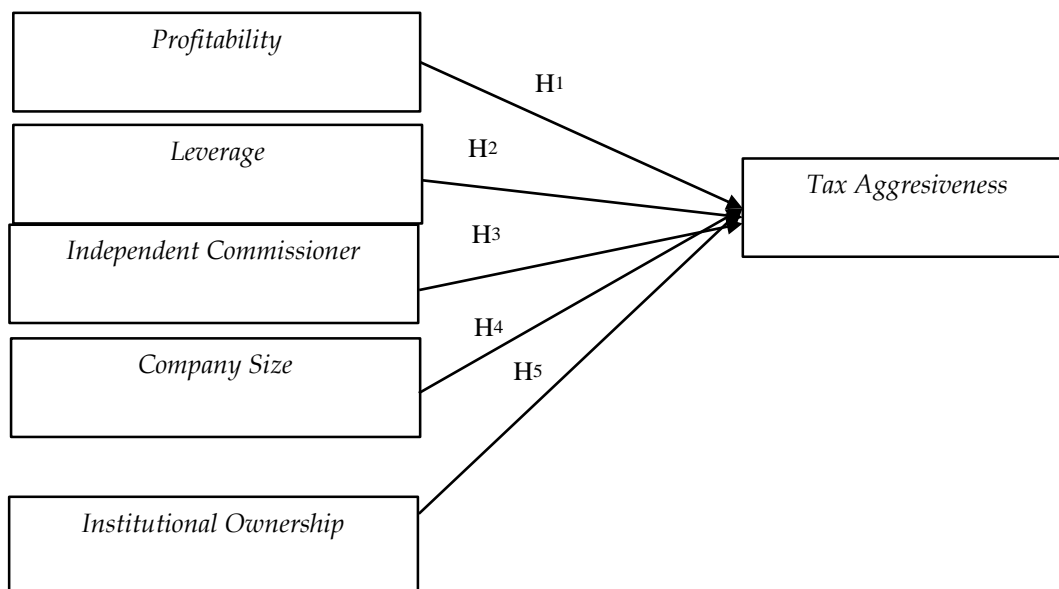 Profitability
H1
Leverage
H2
Tax Aggresiveness
Independent Commissioner
H3
Company Size
H4
H5
Institutional Ownership